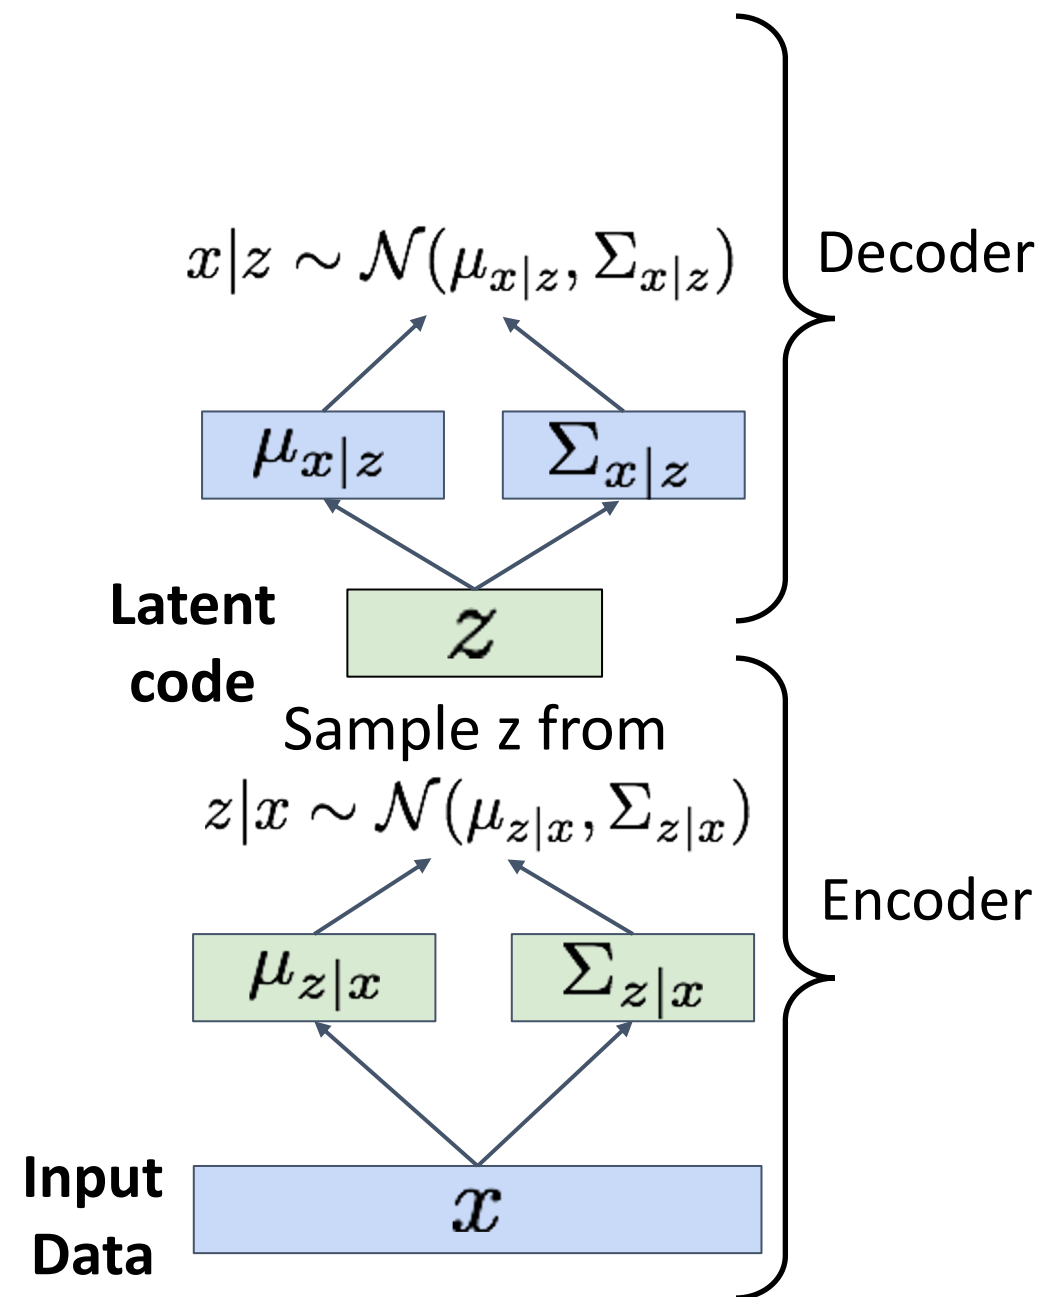 x|z ∼ 𝒩(μ_{x|z}, Σ_{x|z})
Decoder
μ_{x|z} Σ_{x|z}
Latent
code
z
Sample z from
z|x ∼ 𝒩(μ_{z|x}, Σ_{z|x})
Encoder
μ_{z|x} Σ_{z|x}
Input
Data
x